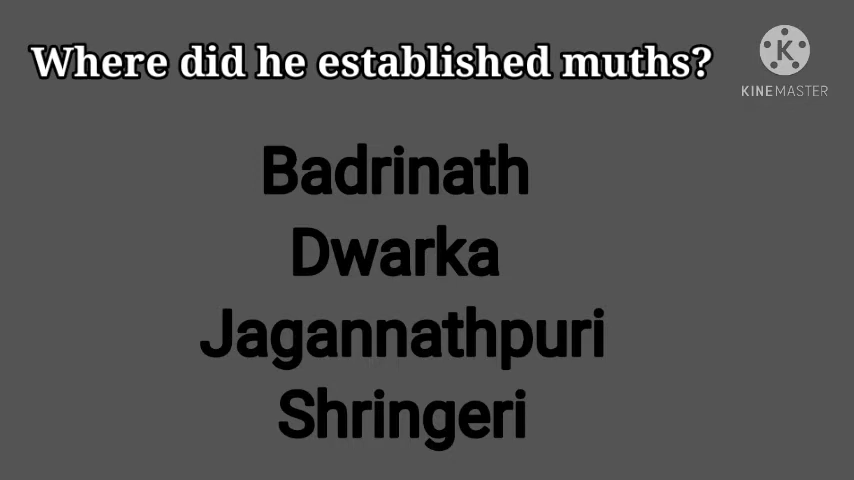 Where did he established muths?
K
KINEMASTER
Badrinath
Dwarka
Jagannathpuri
Shringeri